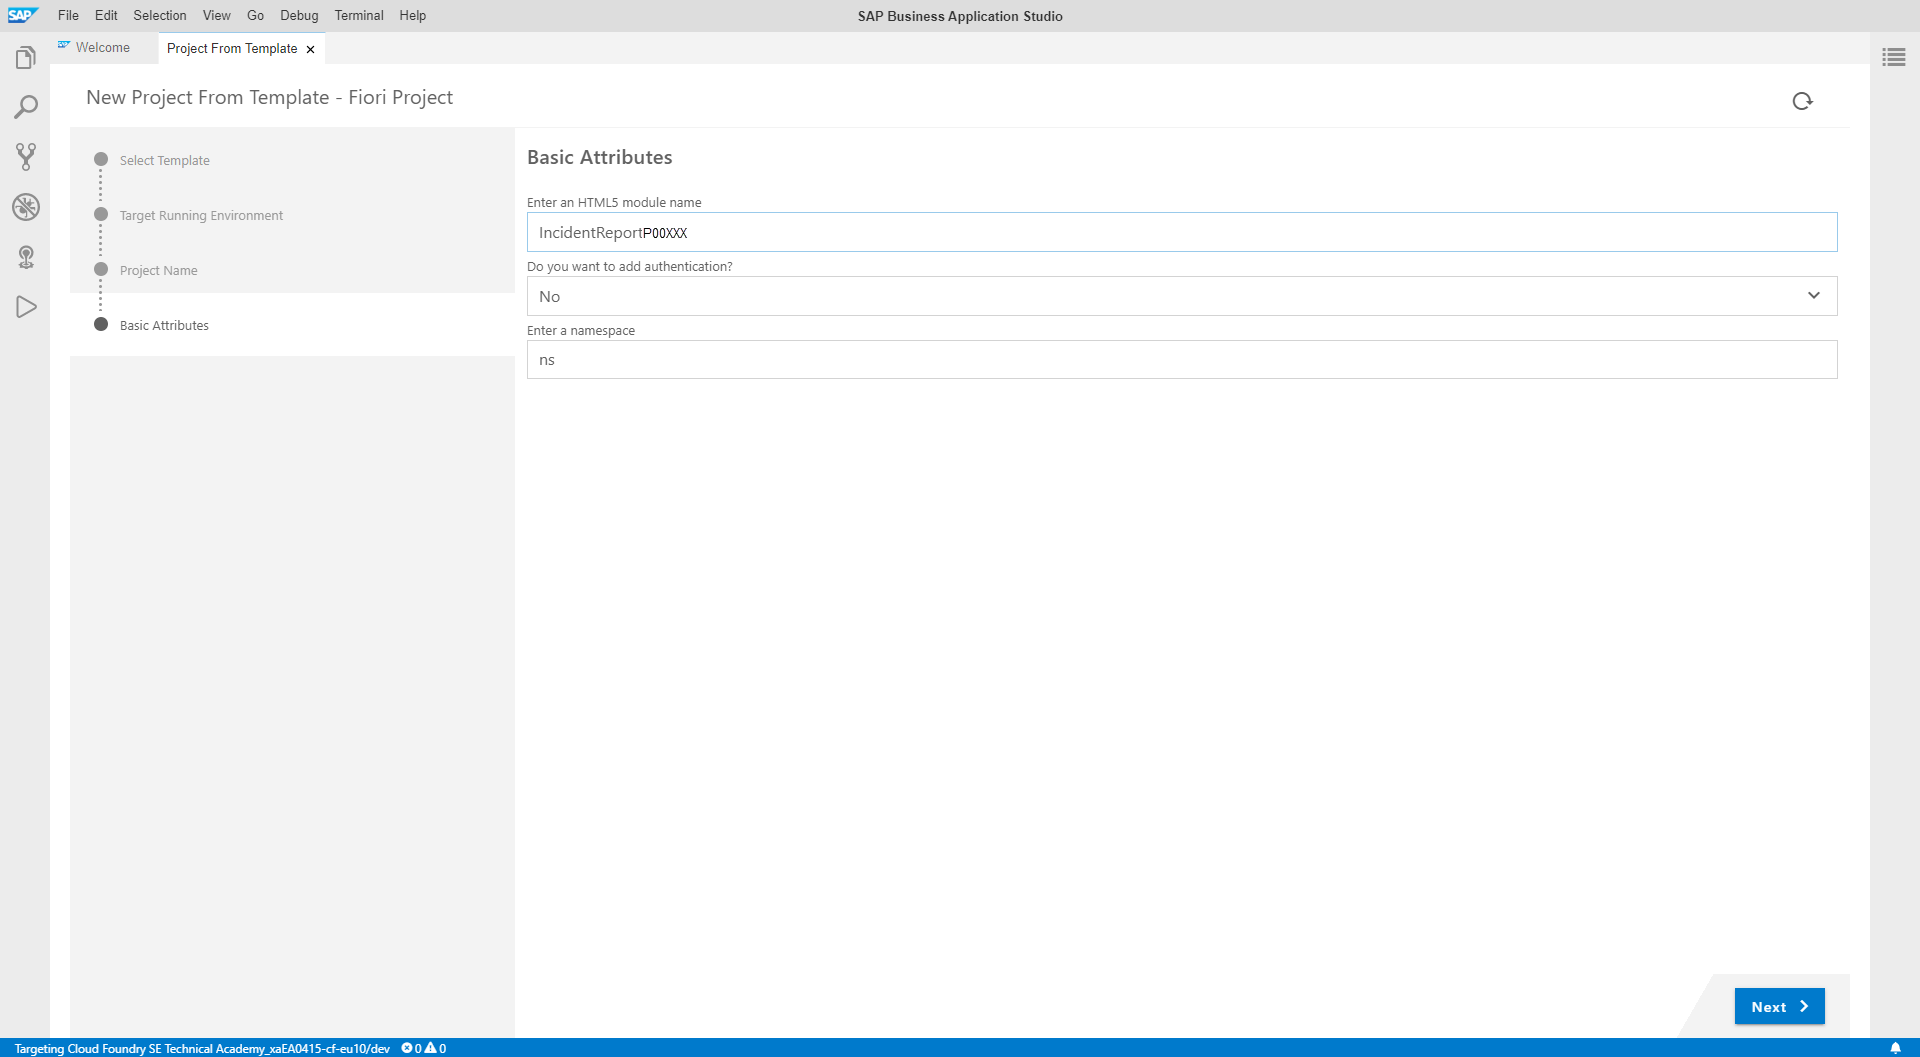 SAP File Edit Selection View Go Debug Terminal Help SAP Business Application Studio
SAP Welcome Project From Template ×
New Project From Template - Fiori Project
Select Template
Target Running Environment
Project Name
Basic Attributes
Basic Attributes
Enter an HTML5 module name
IncidentReportP00XXX
Do you want to add authentication?
No
Enter a namespace
ns
Next
Targeting Cloud Foundry SE Technical Academy_xaEA0415-cf-eu10/dev 0 0